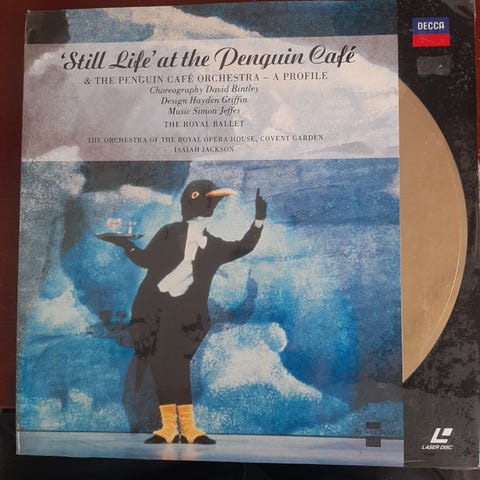 DECCA
'Still Life' at the Penguin Café
& THE PENGUIN CAFÉ ORCHESTRA – A PROFILE
Choreography David Bintley
Design Hayden Griffin
Music Simon Jeffes
THE ROYAL BALLET
THE ORCHESTRA OF THE ROYAL OPERA HOUSE, COVENT GARDEN
ISAIAH JACKSON
LASER DISC